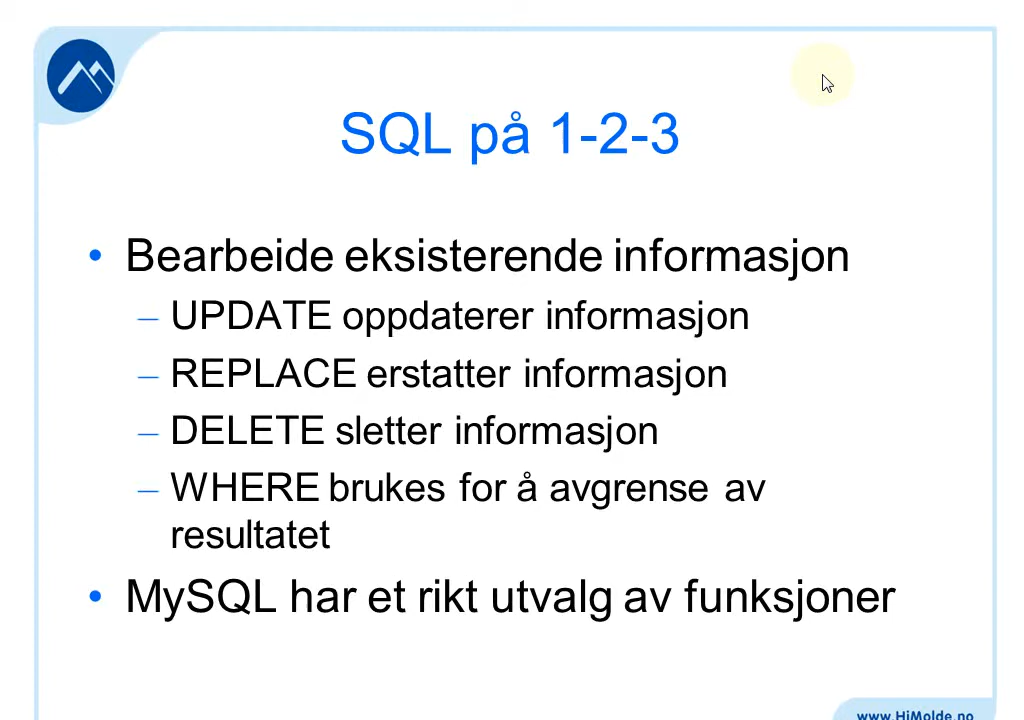 SQL på 1-2-3
• Bearbeide eksisterende informasjon
– UPDATE oppdaterer informasjon
– REPLACE erstatter informasjon
– DELETE sletter informasjon
– WHERE brukes for å avgrense av
resultatet
• MySQL har et rikt utvalg av funksjoner
www.HiMolde.no